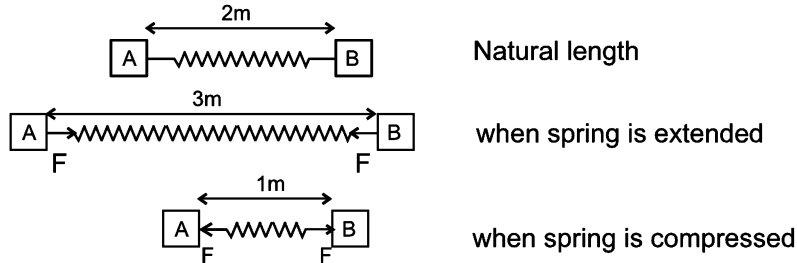 2m
A B Natural length
3m
A B when spring is extended
F F
1m
A B when spring is compressed
F F